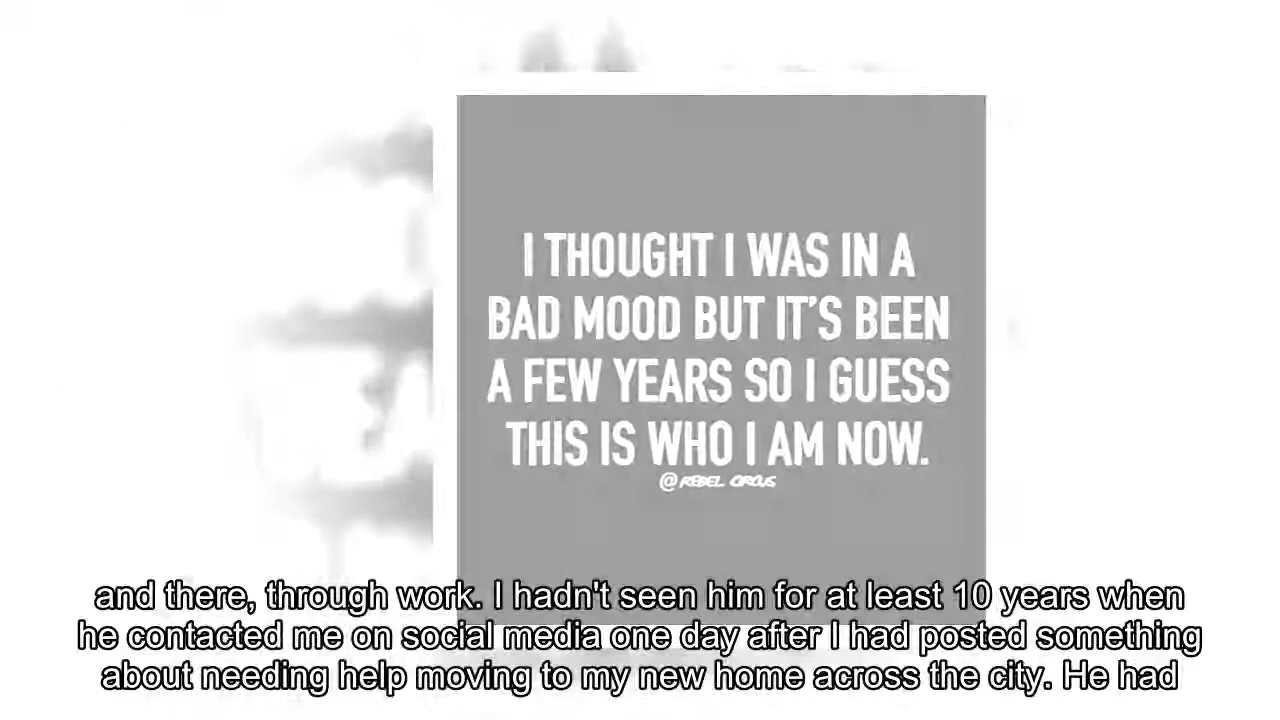 I THOUGHT I WAS IN A
BAD MOOD BUT IT'S BEEN
A FEW YEARS SO I GUESS
THIS IS WHO I AM NOW.
@REBEL CIRCUS
and there, through work. I hadn't seen him for at least 10 years when
he contacted me on social media one day after I had posted something
about needing help moving to my new home across the city. He had